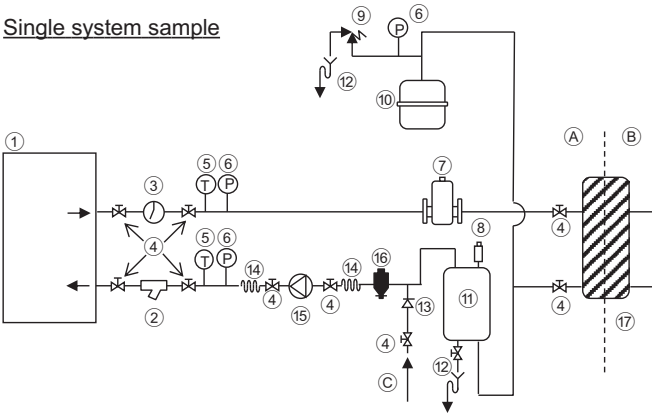 Single system sample
⑨ ⑥
P
⑫
⑩
① Ⓐ Ⓑ
③ ⑤ ⑥ ⑦
T P
⑧
④ ⑤ ⑥ ④
T P ⑭ ⑭ ⑯
④ ④ ⑪ ④
② ⑮ ⑬ ⑰
④ ⑫
Ⓒ